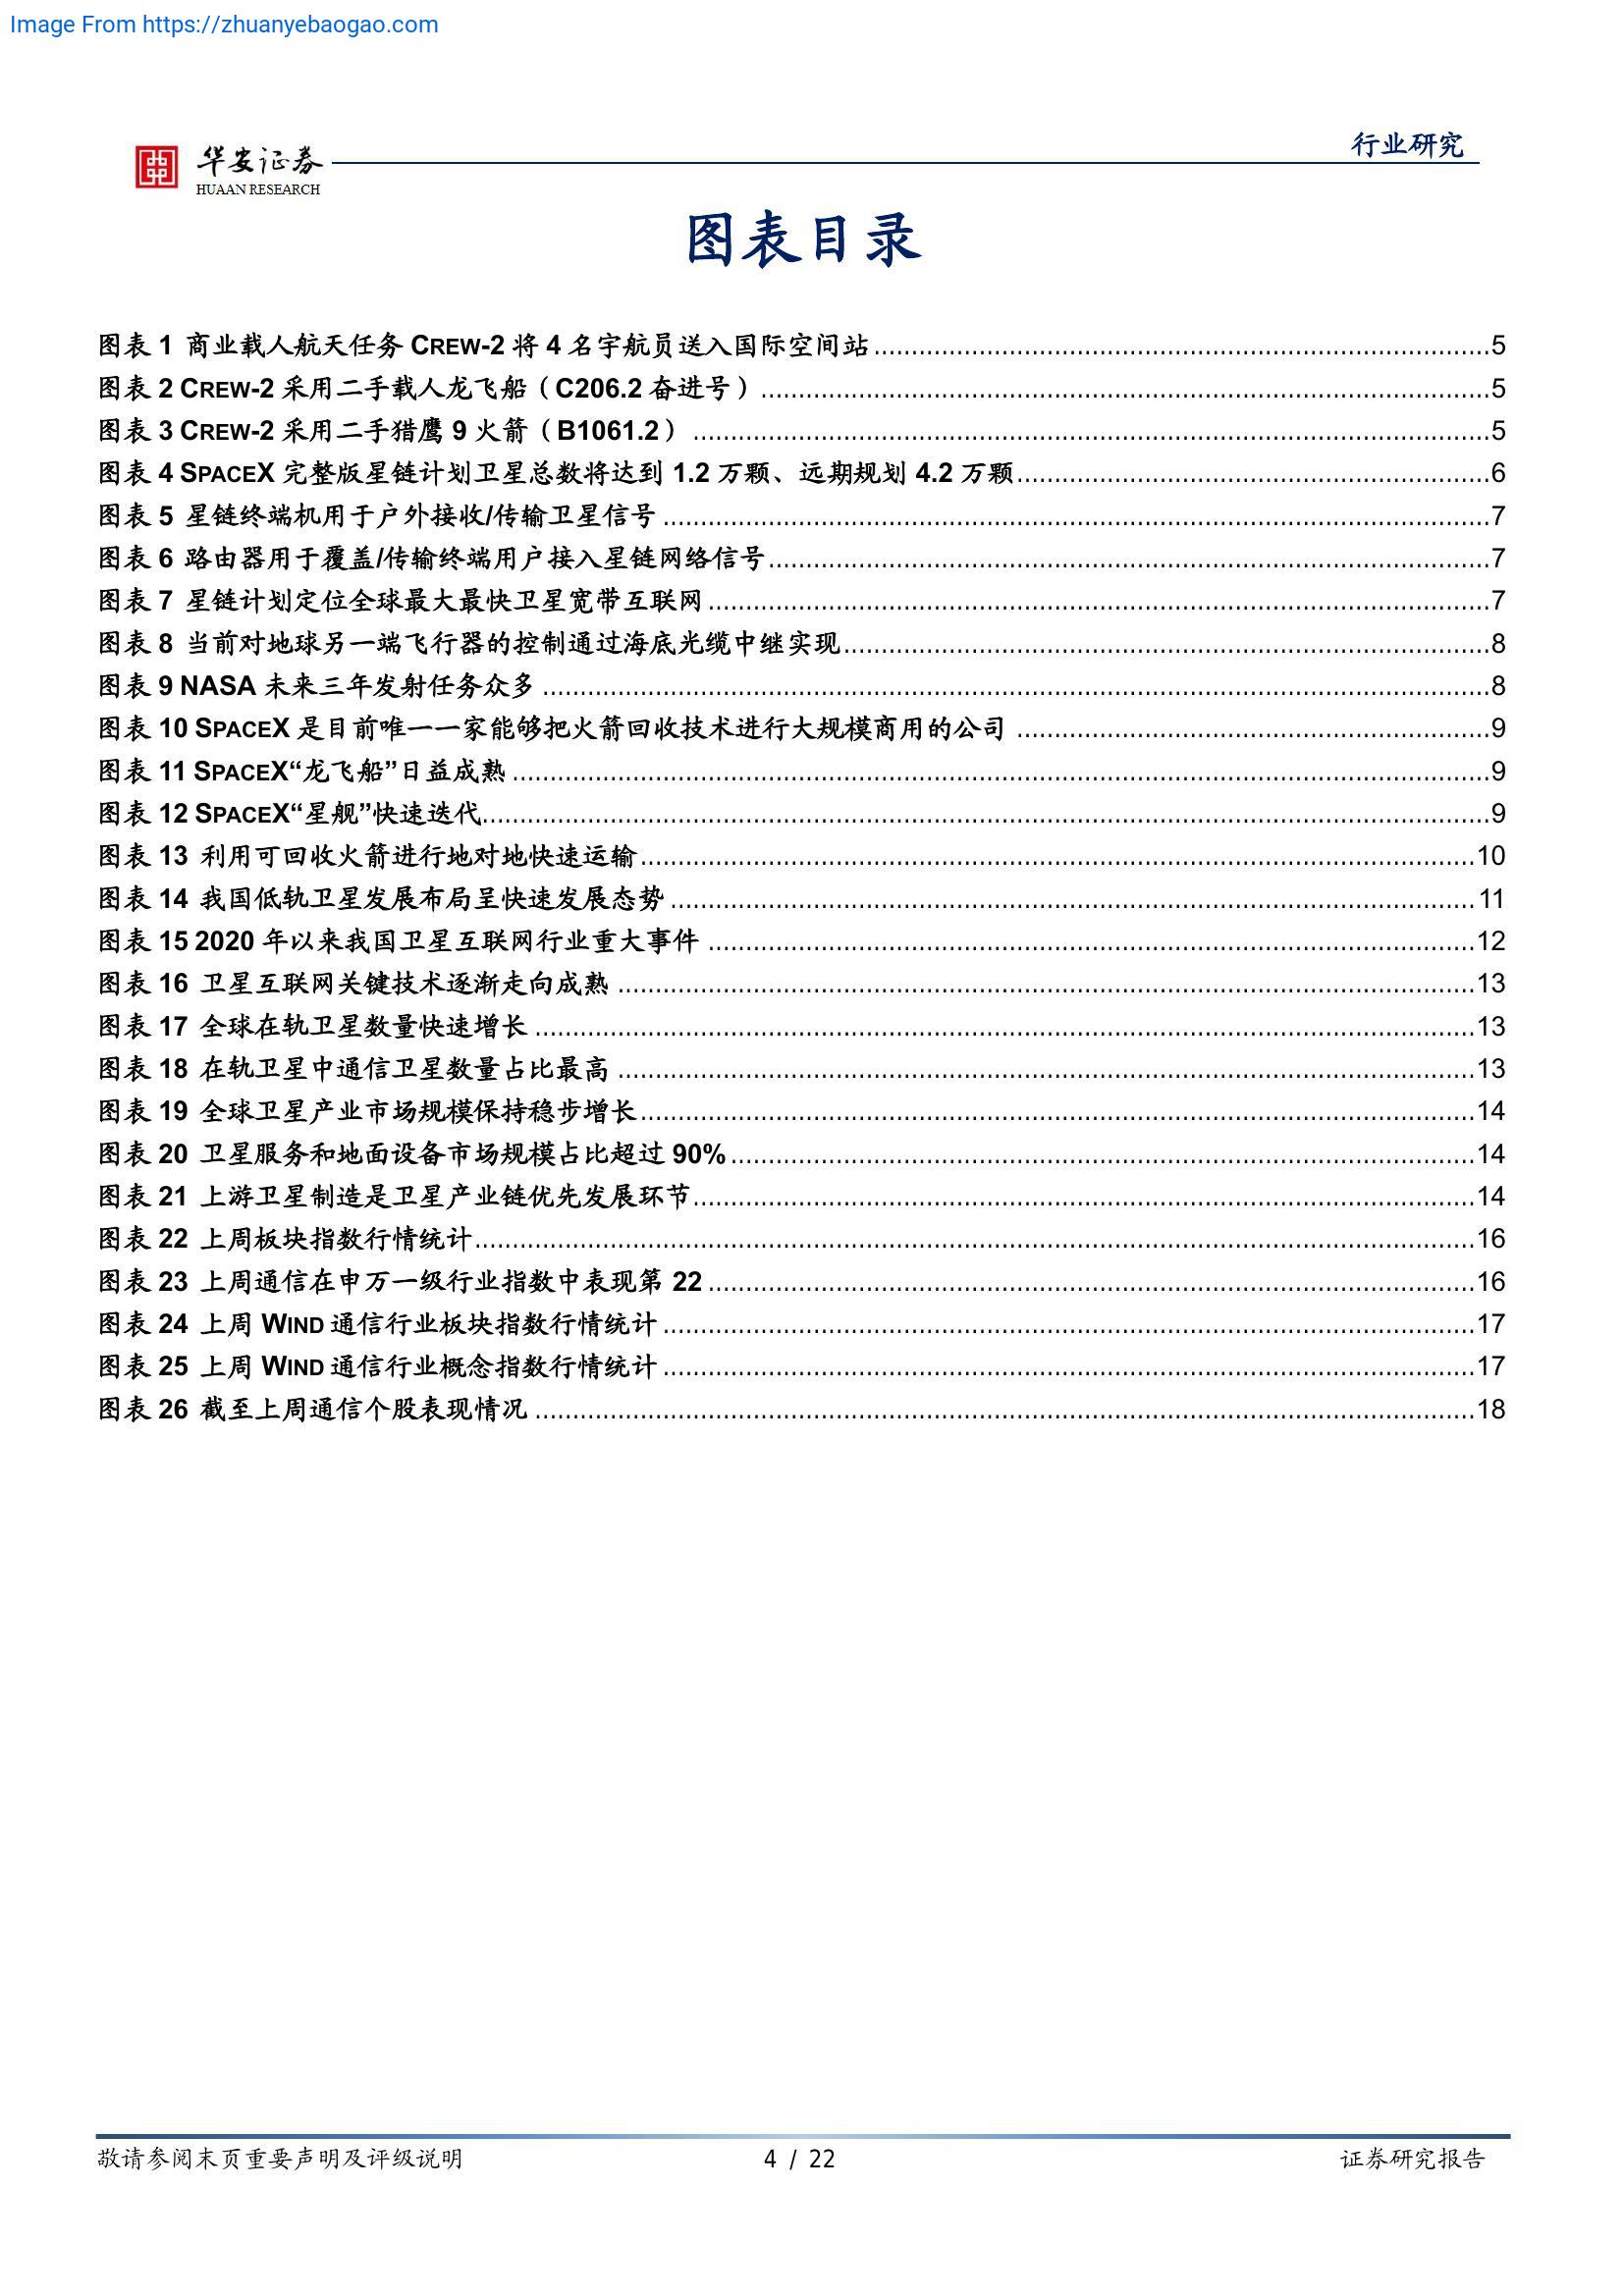 Image From https://zhuanyebaogao.com
华安证券
HUAAN RESEARCH
行业研究
图表目录
图表 1 商业载人航天任务 CREW-2 将 4 名宇航员送入国际空间站.....5
图表 2 CREW-2 采用二手载人龙飞船（C206.2 奋进号）.....5
图表 3 CREW-2 采用二手猎鹰 9 火箭（B1061.2）.....5
图表 4 SPACEX 完整版星链计划卫星总数将达到 1.2 万颗、远期规划 4.2 万颗.....6
图表 5 星链终端机用于户外接收/传输卫星信号.....7
图表 6 路由器用于覆盖/传输终端用户接入星链网络信号.....7
图表 7 星链计划定位全球最大最快卫星宽带互联网.....7
图表 8 当前对地球另一端飞行器的控制通过海底光缆中继实现.....8
图表 9 NASA 未来三年发射任务众多.....8
图表 10 SPACEX 是目前唯一一家能够把火箭回收技术进行大规模商用的公司.....9
图表 11 SPACEX“龙飞船”日益成熟.....9
图表 12 SPACEX“星舰”快速迭代.....9
图表 13 利用可回收火箭进行地对地快速运输.....10
图表 14 我国低轨卫星发展布局呈快速发展态势.....11
图表 15 2020 年以来我国卫星互联网行业重大事件.....12
图表 16 卫星互联网关键技术逐渐走向成熟.....13
图表 17 全球在轨卫星数量快速增长.....13
图表 18 在轨卫星中通信卫星数量占比最高.....13
图表 19 全球卫星产业市场规模保持稳步增长.....14
图表 20 卫星服务和地面设备市场规模占比超过 90%.....14
图表 21 上游卫星制造是卫星产业链优先发展环节.....14
图表 22 上周板块指数行情统计.....16
图表 23 上周通信在申万一级行业指数中表现第 22.....16
图表 24 上周 WIND 通信行业板块指数行情统计.....17
图表 25 上周 WIND 通信行业概念指数行情统计.....17
图表 26 截至上周通信个股表现情况.....18
敬请参阅末页重要声明及评级说明
4 / 22
证券研究报告